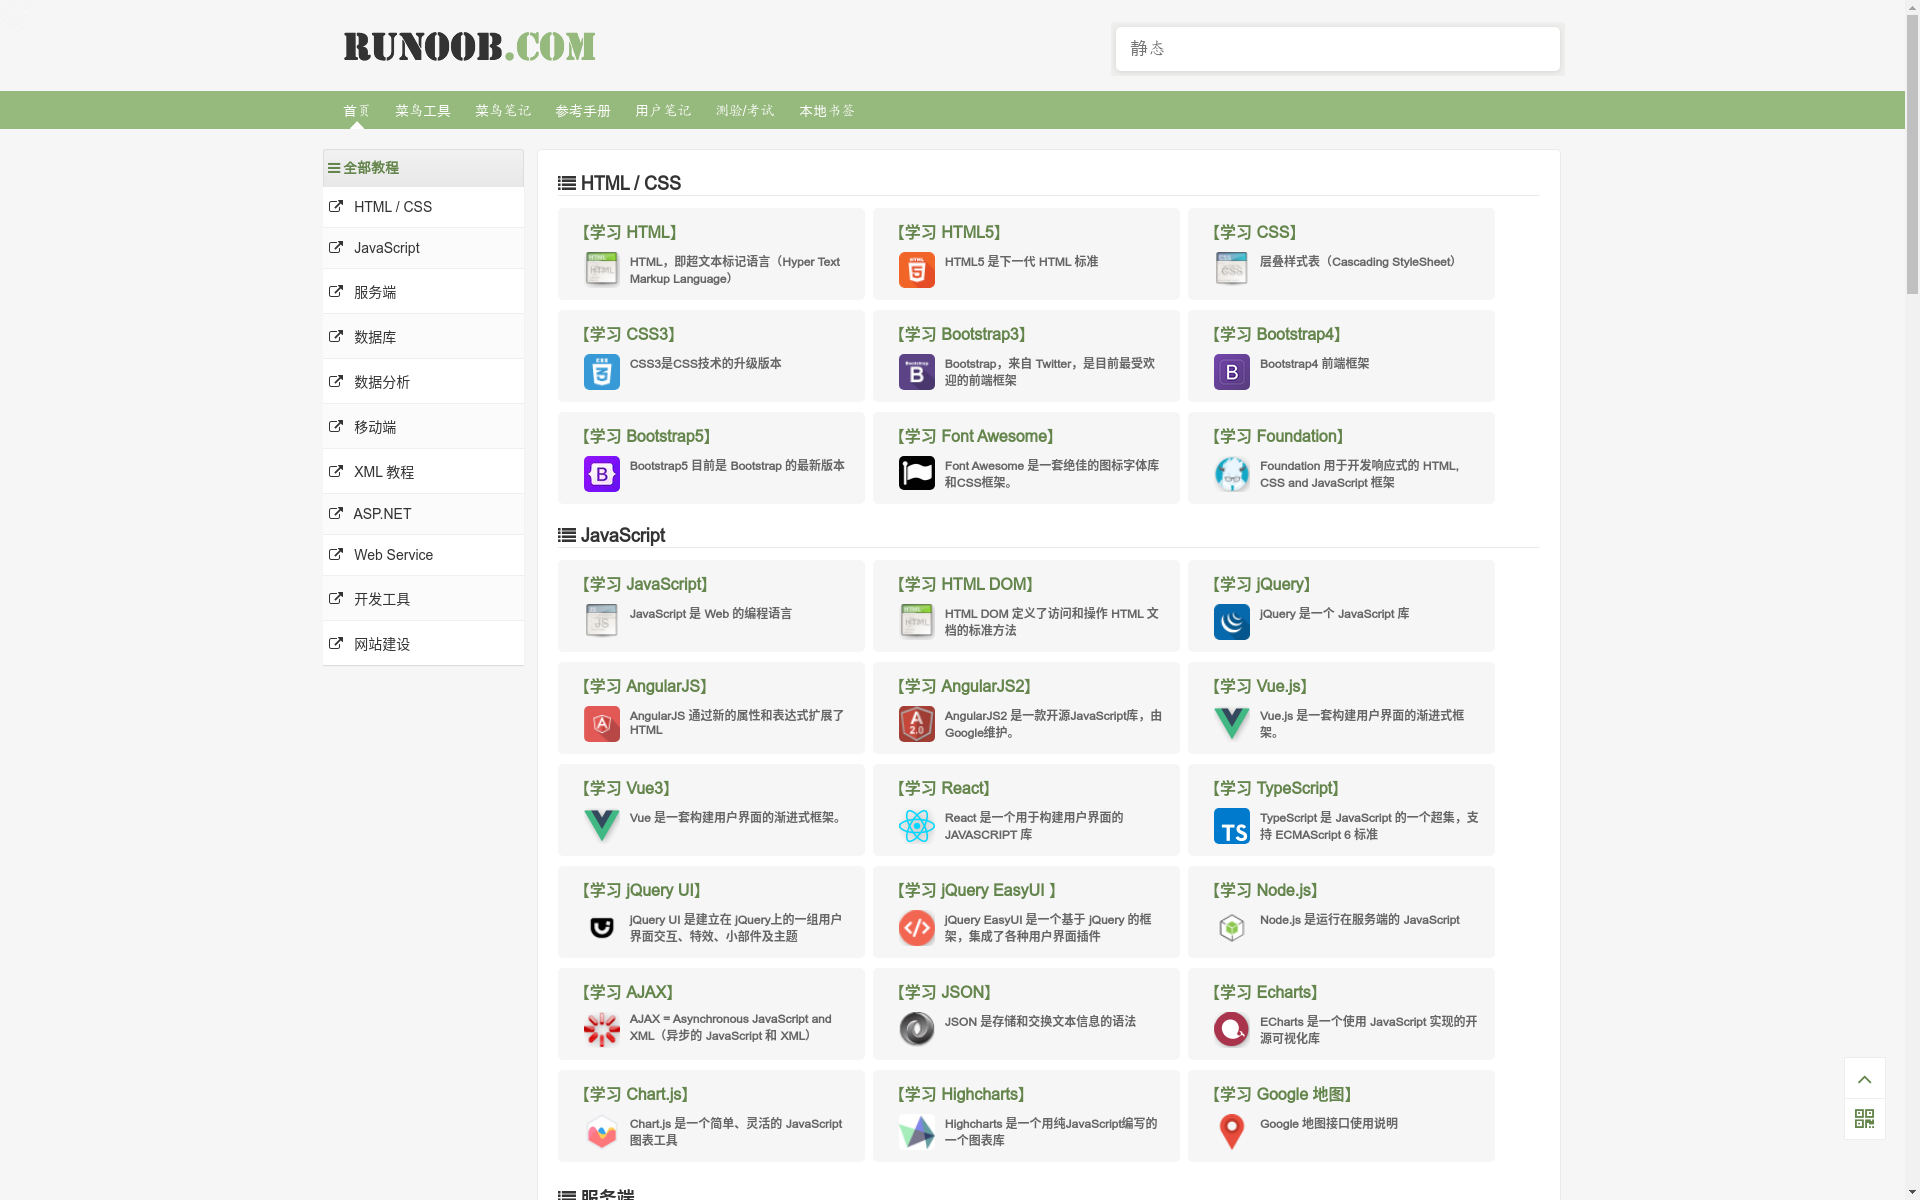 RUNOOB.COM
静态
首页 菜鸟工具 菜鸟笔记 参考手册 用户笔记 测验/考试 本地书签
全部教程
HTML / CSS
JavaScript
服务端
数据库
数据分析
移动端
XML 教程
ASP.NET
Web Service
开发工具
网站建设
HTML / CSS
【学习 HTML】
HTML，即超文本标记语言（Hyper Text
Markup Language）
【学习 HTML5】
HTML5 是下一代 HTML 标准
【学习 CSS】
层叠样式表（Cascading StyleSheet）
【学习 CSS3】
CSS3是CSS技术的升级版本
【学习 Bootstrap3】
Bootstrap，来自 Twitter，是目前最受欢
迎的前端框架
【学习 Bootstrap4】
Bootstrap4 前端框架
【学习 Bootstrap5】
Bootstrap5 目前是 Bootstrap 的最新版本
【学习 Font Awesome】
Font Awesome 是一套绝佳的图标字体库
和CSS框架。
【学习 Foundation】
Foundation 用于开发响应式的 HTML,
CSS and JavaScript 框架
JavaScript
【学习 JavaScript】
JavaScript 是 Web 的编程语言
【学习 HTML DOM】
HTML DOM 定义了访问和操作 HTML 文
档的标准方法
【学习 jQuery】
jQuery 是一个 JavaScript 库
【学习 AngularJS】
AngularJS 通过新的属性和表达式扩展了
HTML
【学习 AngularJS2】
AngularJS2 是一款开源JavaScript库，由
Google维护。
【学习 Vue.js】
Vue.js 是一套构建用户界面的渐进式框
架。
【学习 Vue3】
Vue 是一套构建用户界面的渐进式框架。
【学习 React】
React 是一个用于构建用户界面的
JAVASCRIPT 库
【学习 TypeScript】
TypeScript 是 JavaScript 的一个超集，支
持 ECMAScript 6 标准
【学习 jQuery UI】
jQuery UI 是建立在 jQuery上的一组用户
界面交互、特效、小部件及主题
【学习 jQuery EasyUI 】
jQuery EasyUI 是一个基于 jQuery 的框
架，集成了各种用户界面插件
【学习 Node.js】
Node.js 是运行在服务端的 JavaScript
【学习 AJAX】
AJAX = Asynchronous JavaScript and
XML（异步的 JavaScript 和 XML）
【学习 JSON】
JSON 是存储和交换文本信息的语法
【学习 Echarts】
ECharts 是一个使用 JavaScript 实现的开
源可视化库
【学习 Chart.js】
Chart.js 是一个简单、灵活的 JavaScript
图表工具
【学习 Highcharts】
Highcharts 是一个用纯JavaScript编写的
一个图表库
【学习 Google 地图】
Google 地图接口使用说明
服务端